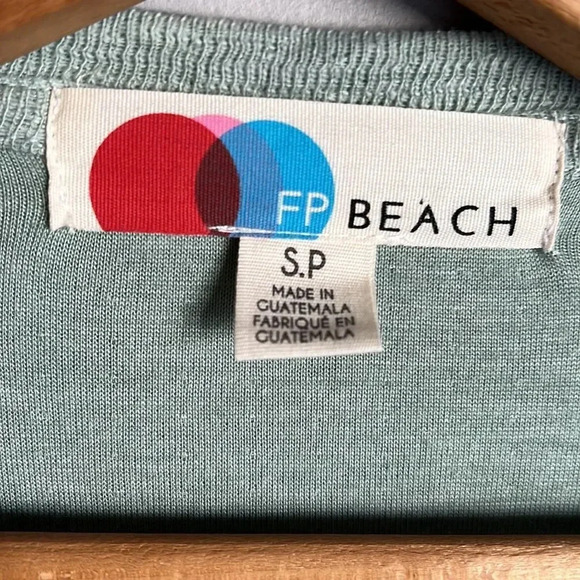 FP BEACH
S.P
MADE IN
GUATEMALA
FABRIQUÉ EN
GUATEMALA